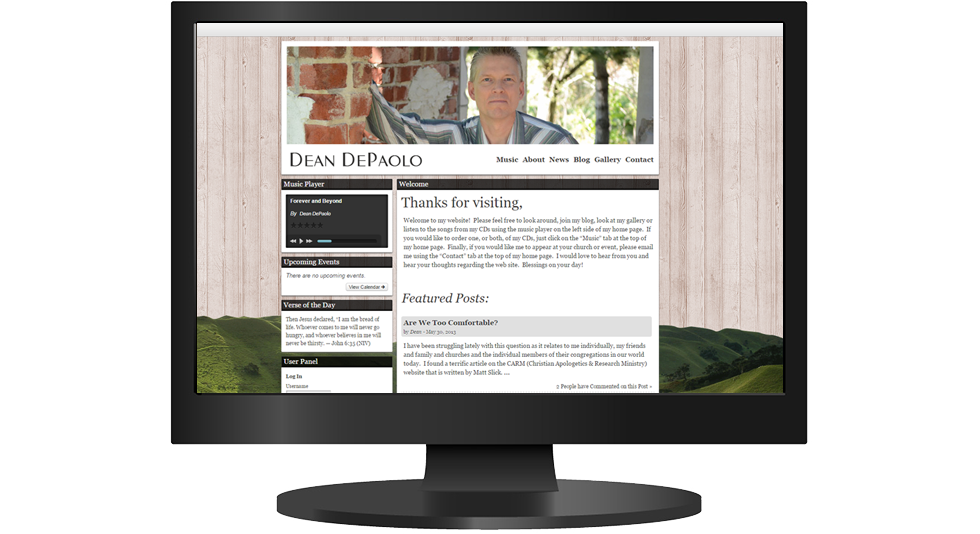 DEAN DEPAOLO
Music About News Blog Gallery Contact
Music Player
Forever and Beyond
By Dean DePaolo
Upcoming Events
There are no upcoming events.
View Calendar
Verse of the Day
Then Jesus declared, "I am the bread of
life. Whoever comes to me will never go
hungry, and whoever believes in me will
never be thirsty. -- John 6:35 (NIV)
User Panel
Log In
Username
Welcome
Thanks for visiting,
Welcome to my website! Please feel free to look around, join my blog, look at my gallery or
listen to the songs from my CDs using the music player on the left side of my home page. If
you would like to order one, or both, of my CDs, just click on the "Music" tab at the top of
my home page. Finally, if you would like me to appear at your church or event, please email
me using the "Contact" tab at the top of my home page. I would love to hear from you and
hear your thoughts regarding the web site. Blessings on your day!
Featured Posts:
Are We Too Comfortable?
by Dean - May 30, 2013
I have been struggling lately with this question as it relates to me individually, my friends
and family and churches and the individual members of their congregations in our world
today. I found a terrific article on the CARM (Christian Apologetics & Research Ministry)
website that is written by Matt Slick. ....
2 People have Commented on this Post »